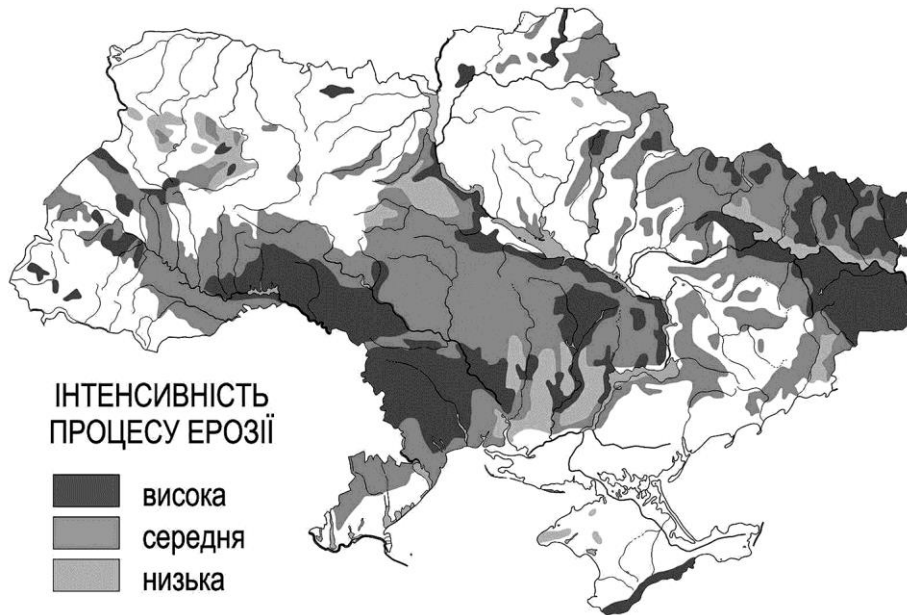 ІНТЕНСИВНІСТЬ
ПРОЦЕСУ ЕРОЗІЇ
висока
середня
низька